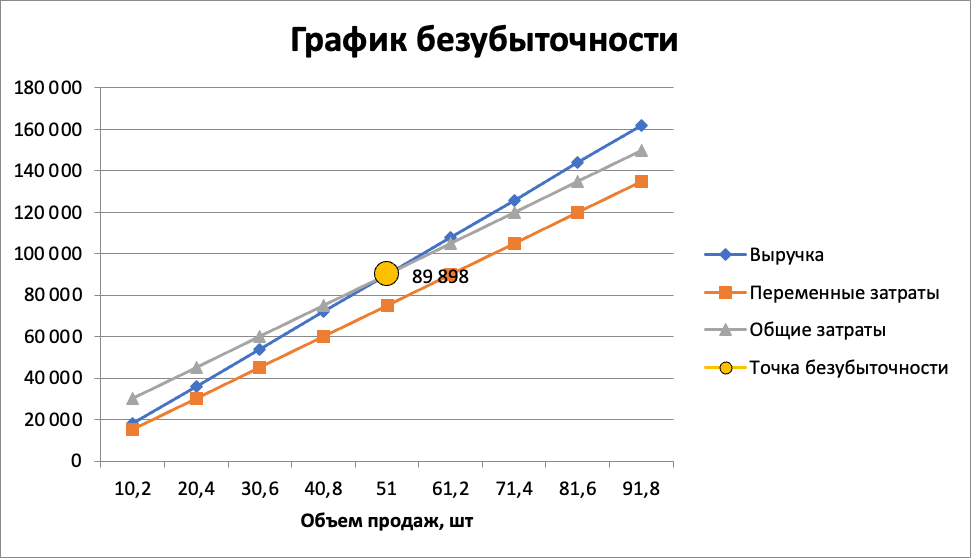 График безубыточности
180 000
160 000
140 000
120 000
100 000
80 000
60 000
40 000
20 000
0
89 898
10,2 20,4 30,6 40,8 51 61,2 71,4 81,6 91,8
Объем продаж, шт
Выручка
Переменные затраты
Общие затраты
Точка безубыточности